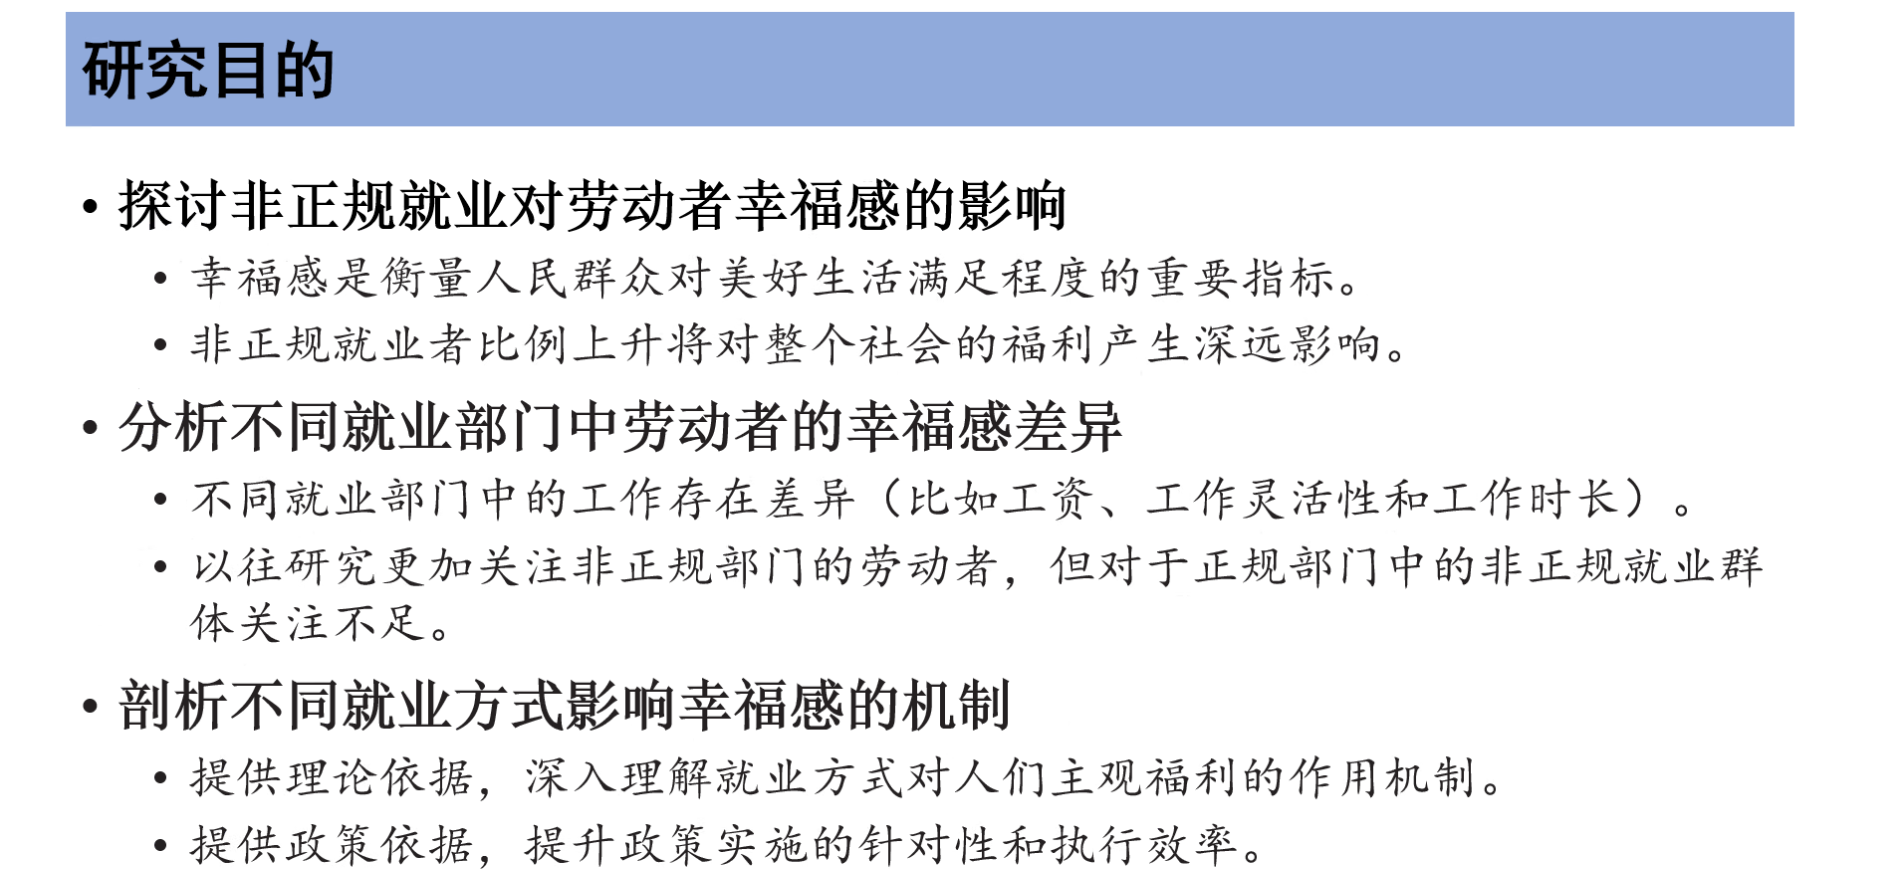 研究目的
• 探讨非正规就业对劳动者幸福感的影响
• 幸福感是衡量人民群众对美好生活满足程度的重要指标。
• 非正规就业者比例上升将对整个社会的福利产生深远影响。
• 分析不同就业部门中劳动者的幸福感差异
• 不同就业部门中的工作存在差异（比如工资、工作灵活性和工作时长）。
• 以往研究更加关注非正规部门的劳动者，但对于正规部门中的非正规就业群
体关注不足。
• 剖析不同就业方式影响幸福感的机制
• 提供理论依据，深入理解就业方式对人们主观福利的作用机制。
• 提供政策依据，提升政策实施的针对性和执行效率。